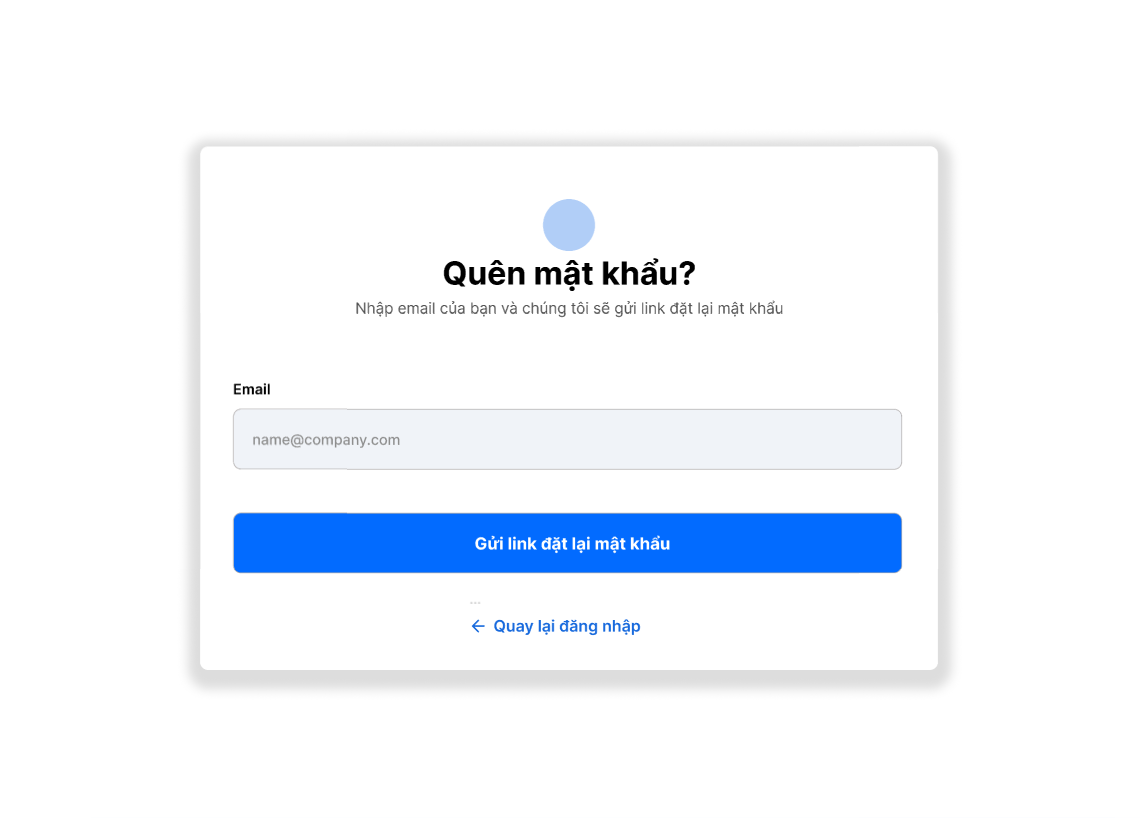 Quên mật khẩu?
Nhập email của bạn và chúng tôi sẽ gửi link đặt lại mật khẩu
Email
name@company.com
Gửi link đặt lại mật khẩu
...
← Quay lại đăng nhập